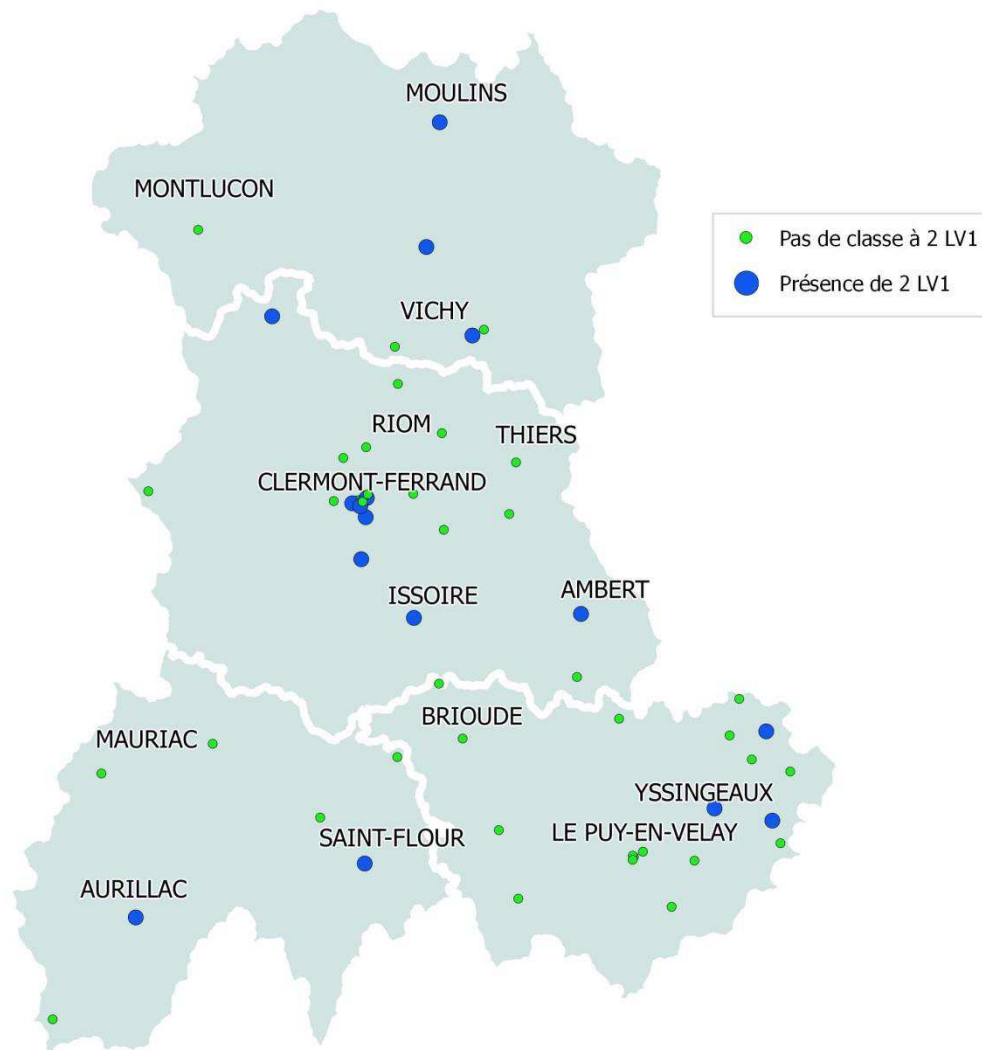 MOULINS
MONTLUCON
Pas de classe à 2 LV1
Présence de 2 LV1
VICHY
RIOM
THIERS
CLERMONT-FERRAND
ISSOIRE
AMBERT
BRIOUDE
MAURIAC
YSSINGEAUX
LE PUY-EN-VELAY
SAINT-FLOUR
AURILLAC